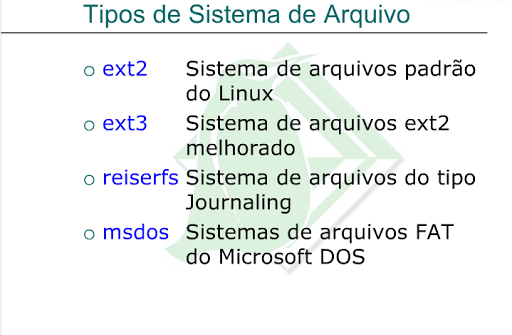 Tipos de Sistema de Arquivo
ext2 Sistema de arquivos padrão
do Linux
ext3 Sistema de arquivos ext2
melhorado
reiserfs Sistema de arquivos do tipo
Journaling
msdos Sistemas de arquivos FAT
do Microsoft DOS